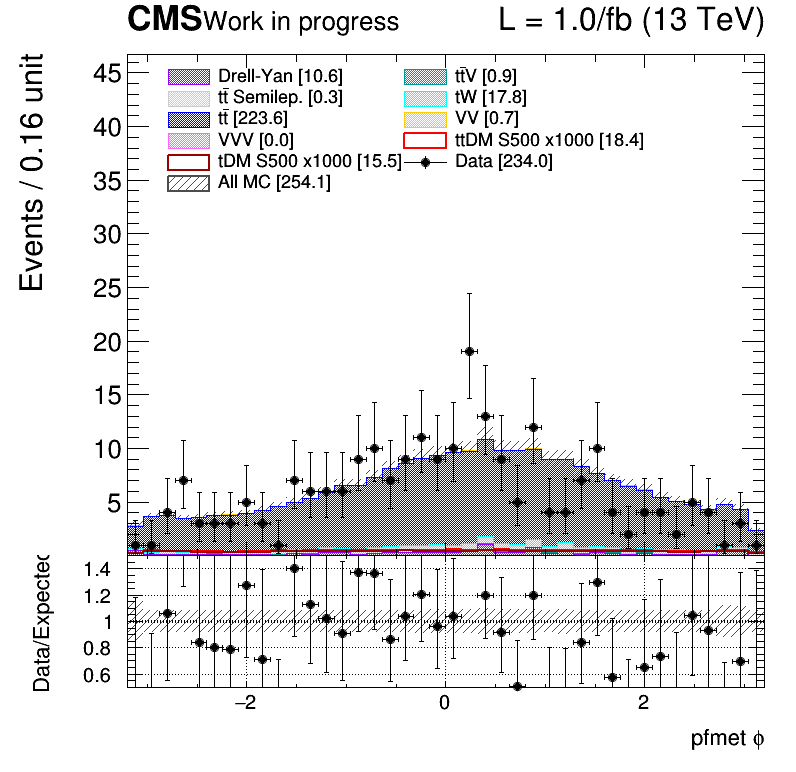 CMS Work in progress L = 1.0/fb (13 TeV)
Events / 0.16 unit
45
40
35
30
25
20
15
10
5
Drell-Yan [10.6] tt̄V [0.9]
tt̄ Semilep. [0.3] tW [17.8]
tt̄ [223.6] VV [0.7]
VVV [0.0] ttDM S500 x1000 [18.4]
tDM S500 x1000 [15.5] Data [234.0]
All MC [254.1]
Data/Expected
1.4
1.2
1
0.8
0.6
−2 0 2
pfmet ϕ